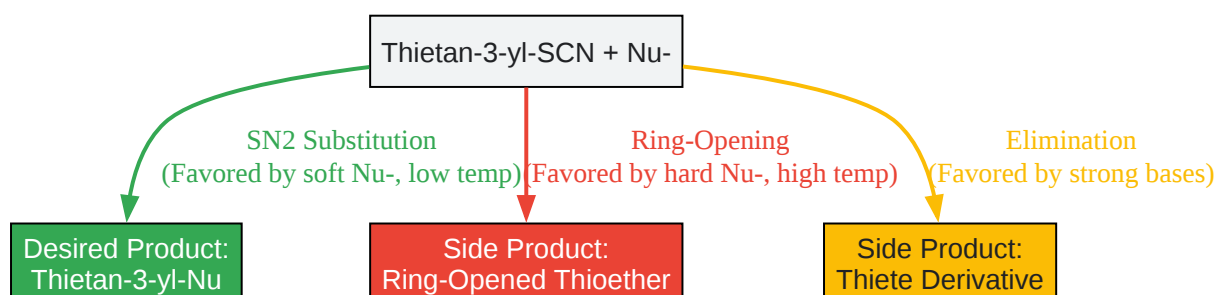 Thietan-3-yl-SCN + Nu-
SN2 Substitution
(Favored by soft Nu-, low temp)
Ring-Opening
(Favored by hard Nu-, high temp)
Elimination
(Favored by strong bases)
Desired Product:
Thietan-3-yl-Nu
Side Product:
Ring-Opened Thioether
Side Product:
Thiete Derivative